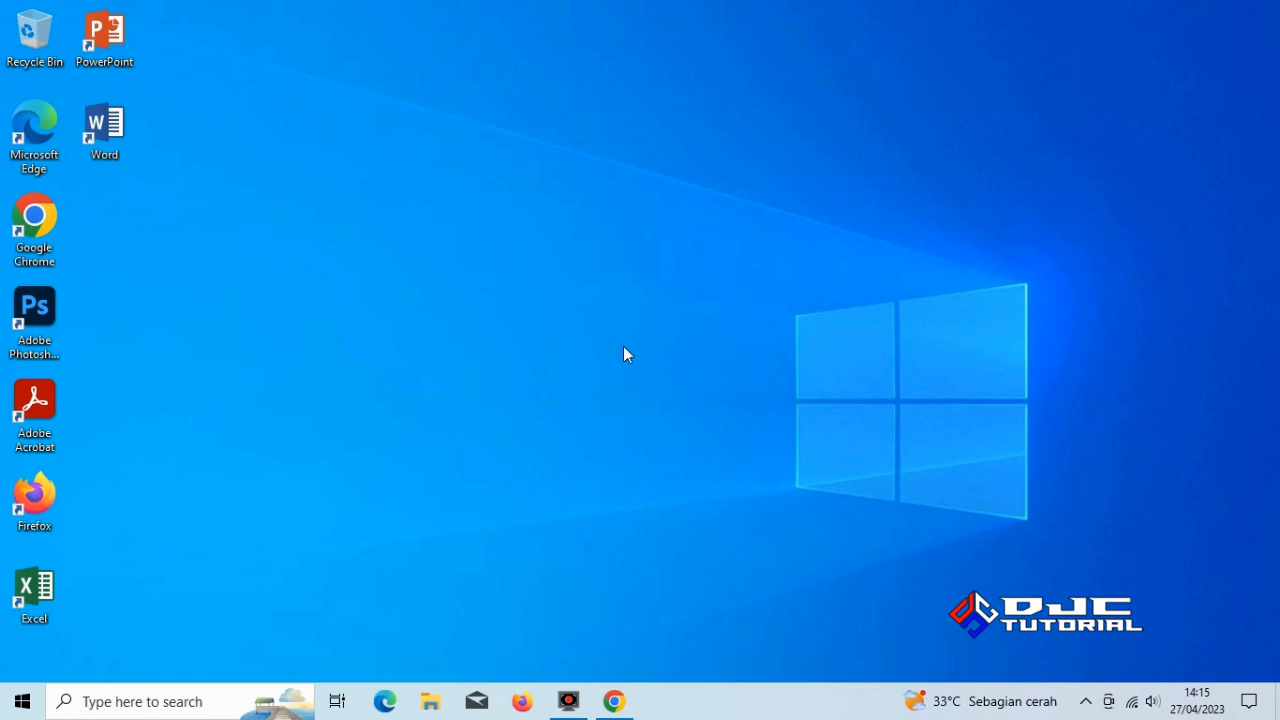 Recycle Bin
PowerPoint
Microsoft
Edge
Word
Google
Chrome
Ps
Adobe
Photosh...
Adobe
Acrobat
Firefox
Excel
DJC
TUTORIAL
Type here to search
33°C Sebagian cerah
14:15
27/04/2023